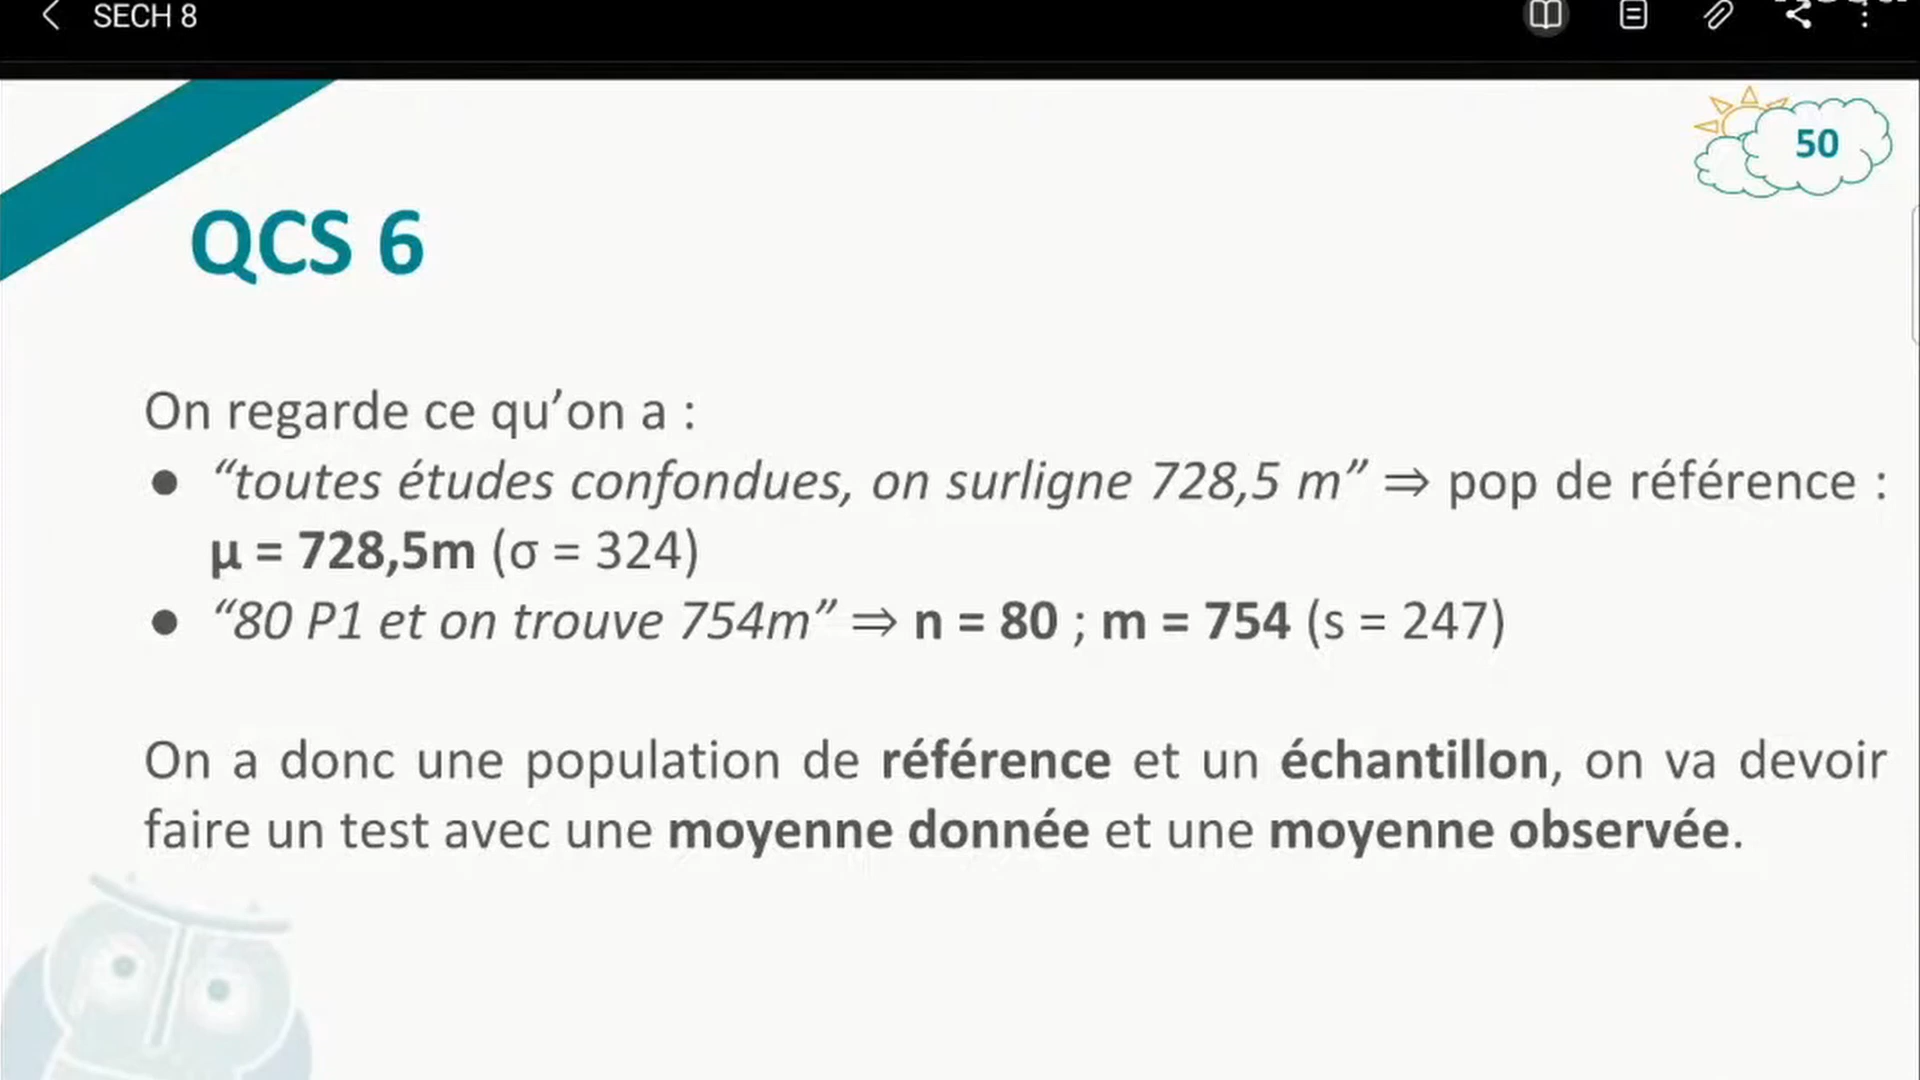 SECH 8
50
QCS 6
On regarde ce qu’on a :
● “toutes études confondues, on surligne 728,5 m” ⇒ pop de référence :
μ = 728,5m (σ = 324)
● “80 P1 et on trouve 754m” ⇒ n = 80 ; m = 754 (s = 247)
On a donc une population de référence et un échantillon, on va devoir
faire un test avec une moyenne donnée et une moyenne observée.